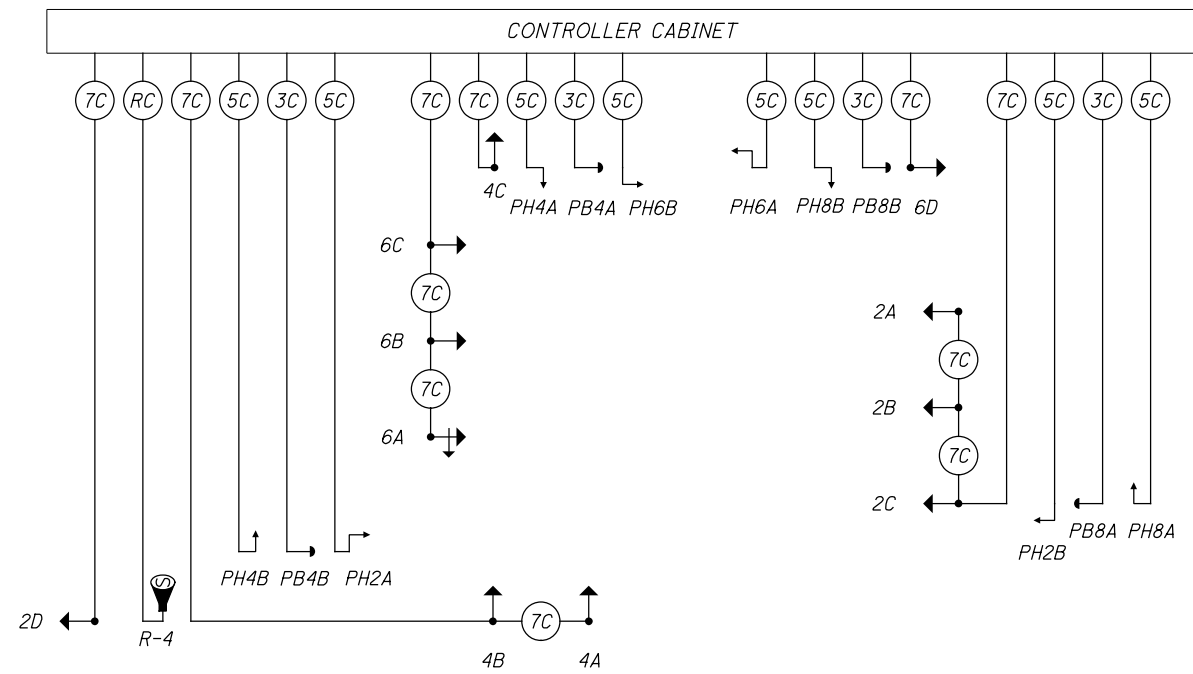 CONTROLLER CABINET
7C RC 7C 5C 3C 5C 7C 7C 5C 3C 5C 5C 5C 3C 7C 7C 5C 3C 5C
4C PH4A PB4A PH6B PH6A PH8B PB8B 6D
6C
7C
2A
6B
7C
7C
2B
6A
7C
2C
PH2B PB8A PH8A
PH4B PB4B PH2A
S
2D
7C
R-4
4B 4A